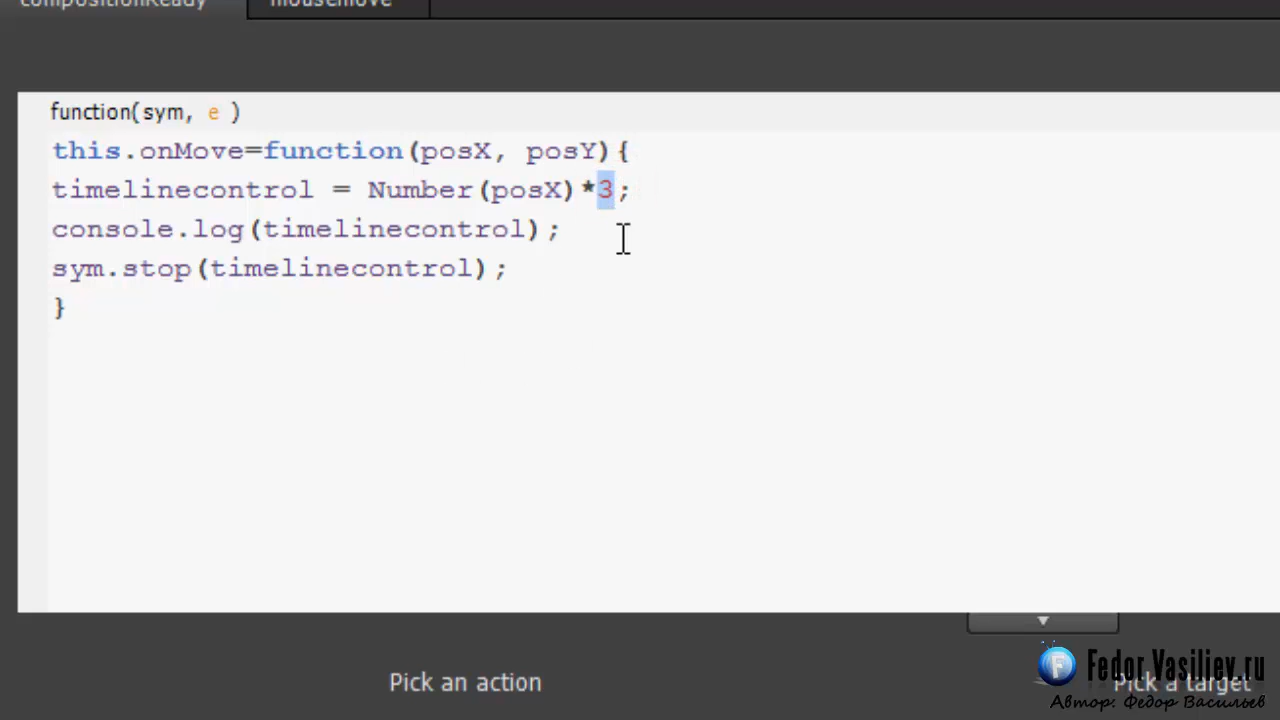 compositionReady mousemove
function(sym, e )
this.onMove=function(posX, posY){
timelinecontrol = Number(posX)*3;
console.log(timelinecontrol);
sym.stop(timelinecontrol);
}
Pick an action
Pick a target
Fedor Vasiliev.ru
Автор: Федор Васильев